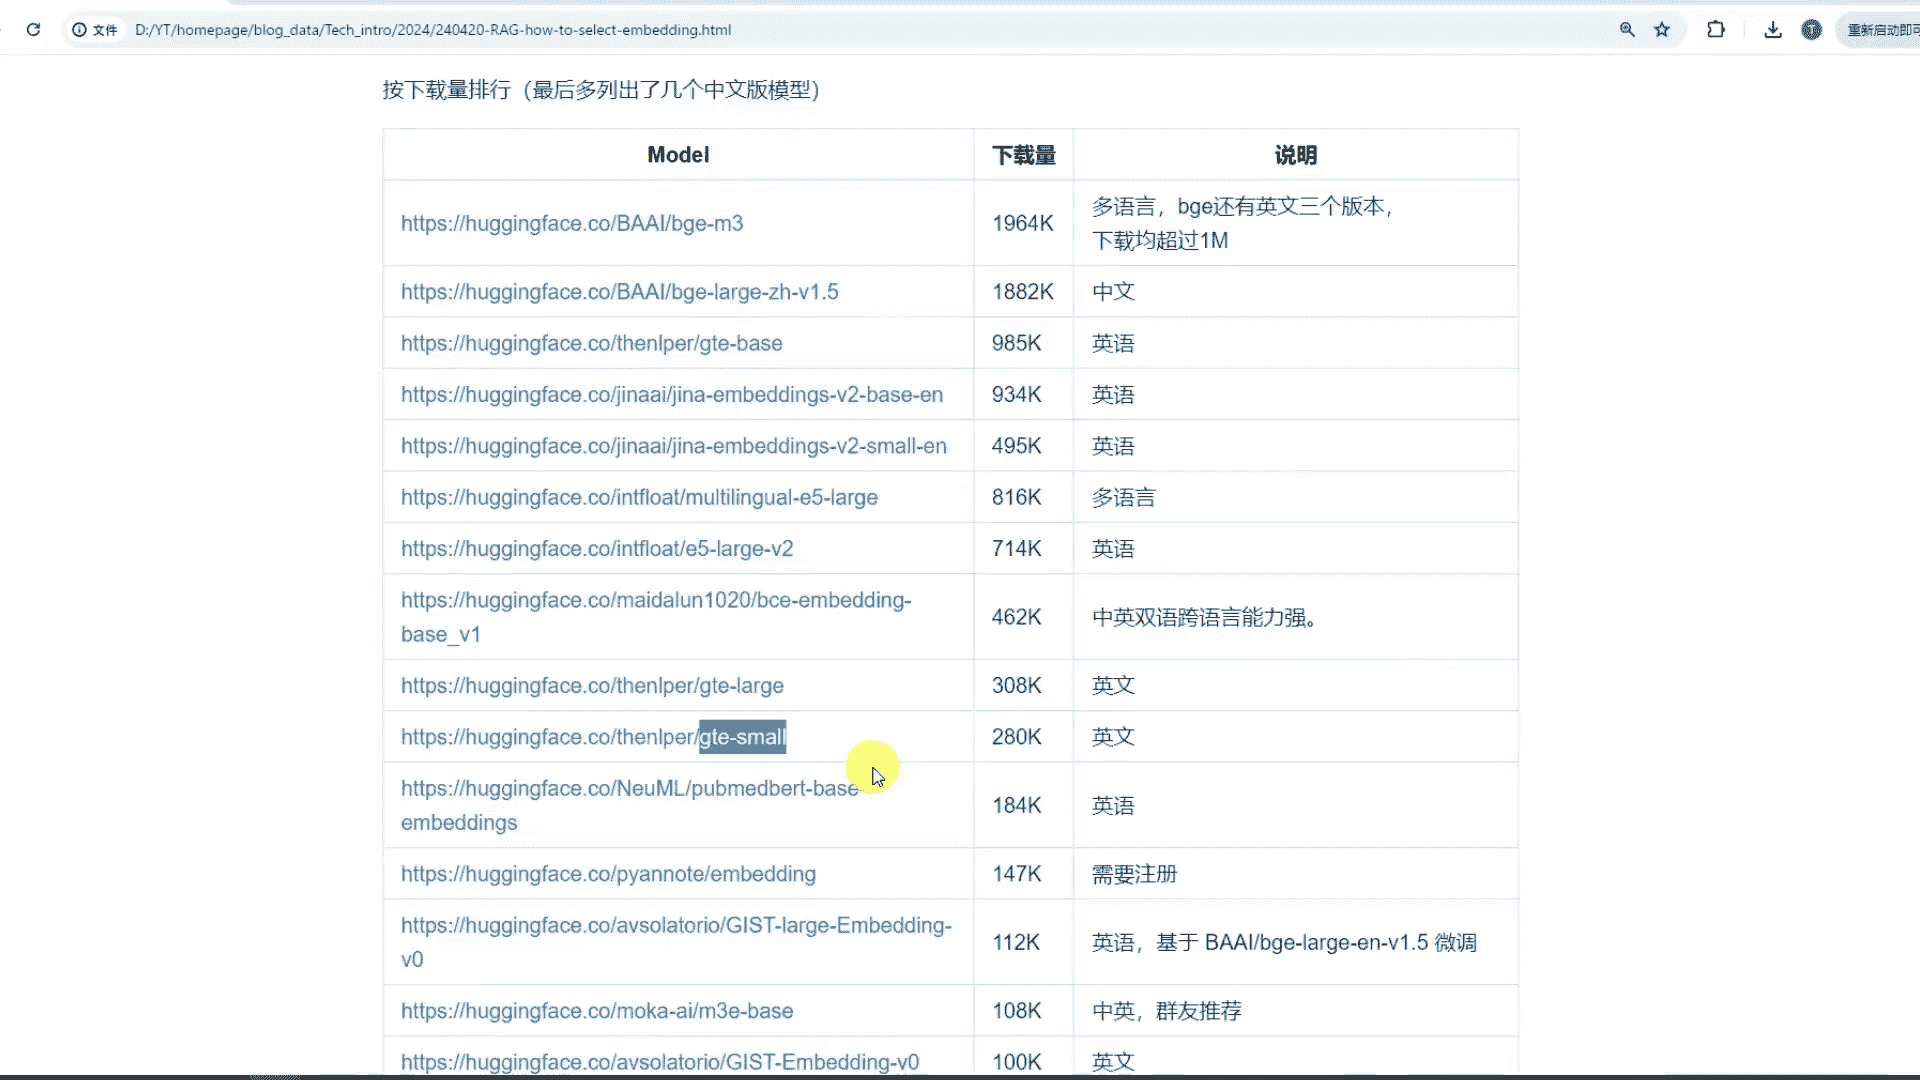 文件
D:/YT/homepage/blog_data/Tech_intro/2024/240420-RAG-how-to-select-embedding.html
重新启动即可
按下载量排行（最后多列出了几个中文版模型）
Model 下载量 说明
https://huggingface.co/BAAI/bge-m3 1964K 多语言，bge还有英文三个版本，
下载均超过1M
https://huggingface.co/BAAI/bge-large-zh-v1.5 1882K 中文
https://huggingface.co/thenlper/gte-base 985K 英语
https://huggingface.co/jinaai/jina-embeddings-v2-base-en 934K 英语
https://huggingface.co/jinaai/jina-embeddings-v2-small-en 495K 英语
https://huggingface.co/intfloat/multilingual-e5-large 816K 多语言
https://huggingface.co/intfloat/e5-large-v2 714K 英语
https://huggingface.co/maidalun1020/bce-embedding-
base_v1 462K 中英双语跨语言能力强。
https://huggingface.co/thenlper/gte-large 308K 英文
https://huggingface.co/thenlper/gte-small 280K 英文
https://huggingface.co/NeuML/pubmedbert-base-
embeddings 184K 英语
https://huggingface.co/pyannote/embedding 147K 需要注册
https://huggingface.co/avsolatorio/GIST-large-Embedding-
v0 112K 英语，基于 BAAI/bge-large-en-v1.5 微调
https://huggingface.co/moka-ai/m3e-base 108K 中英，群友推荐
https://huggingface.co/avsolatorio/GIST-Embedding-v0 100K 英文